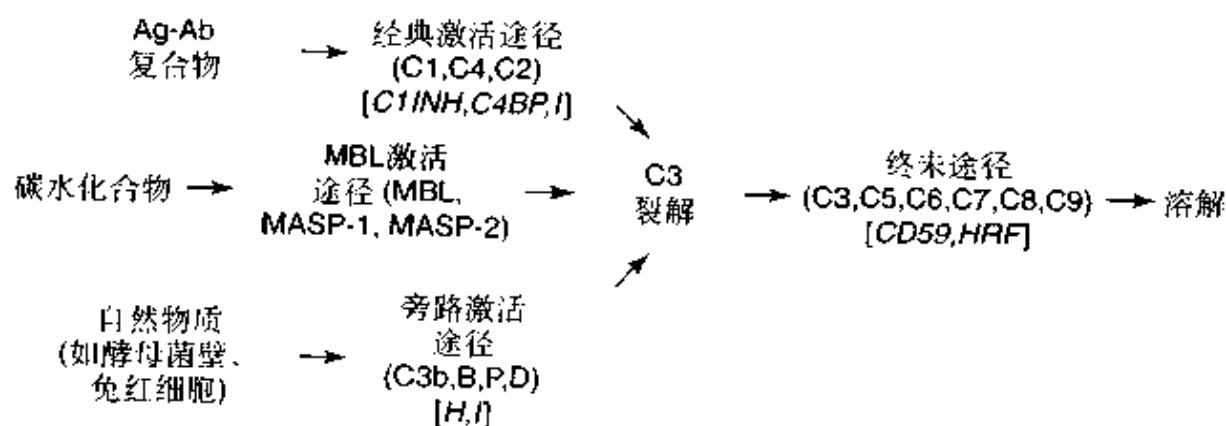 Ag-Ab
复合物
经典激活途径
(C1,C4,C2)
[C1INH,C4BP,I]
碳水化合物
MBL激活
途径 (MBL,
MASP-1, MASP-2)
C3
裂解
终末途径
(C3,C5,C6,C7,C8,C9)
[CD59,HRF]
溶解
自然物质
(如酵母菌壁、
兔红细胞)
旁路激活
途径
(C3b,B,P,D)
[H,I]